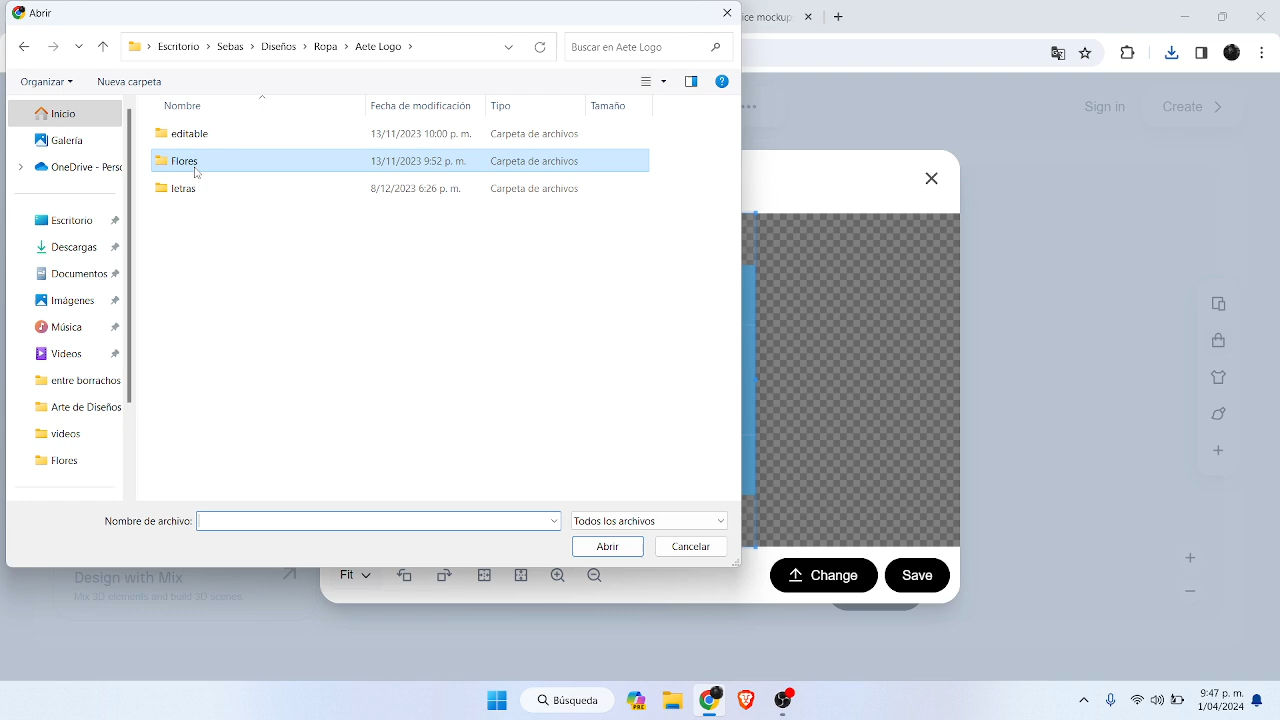 Abrir
ice mockup
Escritorio › Sebas › Diseños › Ropa › Aete Logo ›
Buscar en Aete Logo
Organizar
Nueva carpeta
Sign in
Create
Nombre
Fecha de modificación
Tipo
Tamaño
Inicio
Galería
OneDrive - Perso
editable 13/11/2023 10:00 p. m. Carpeta de archivos
Flores 13/11/2023 9:52 p. m. Carpeta de archivos
letras 8/12/2023 6:26 p. m. Carpeta de archivos
Escritorio
Descargas
Documentos
Imágenes
Música
Videos
entre borrachos
Arte de Diseños
videos
Flores
Nombre de archivo:
Todos los archivos
Abrir
Cancelar
Design with Mix
Mix 3D elements and build 3D scenes
Fit
Change
Save
Búsqueda
PRE
9:47 p. m.
1/04/2024